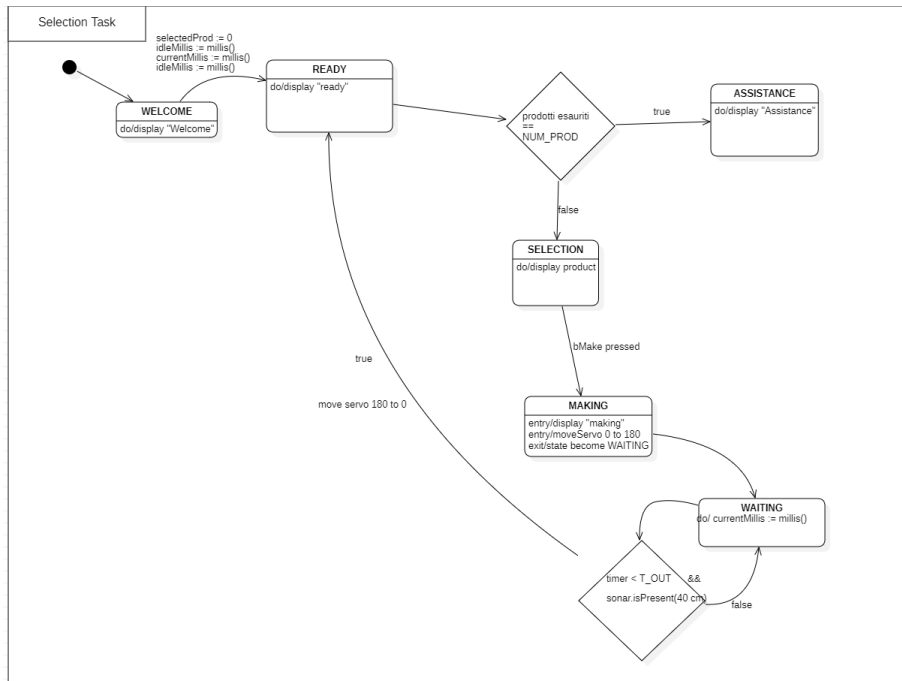 Selection Task
selectedProd := 0
idleMillis := millis()
currentMillis := millis()
idleMillis := millis()
READY
do/display "ready"
WELCOME
do/display "Welcome"
prodotti esauriti
==
NUM_PROD
true
ASSISTANCE
do/display "Assistance"
false
SELECTION
do/display product
bMake pressed
true
move servo 180 to 0
MAKING
entry/display "making"
entry/moveServo 0 to 180
exit/state become WAITING
WAITING
do/ currentMillis := millis()
timer < T_OUT &&
sonar.isPresent(40 cm)
false